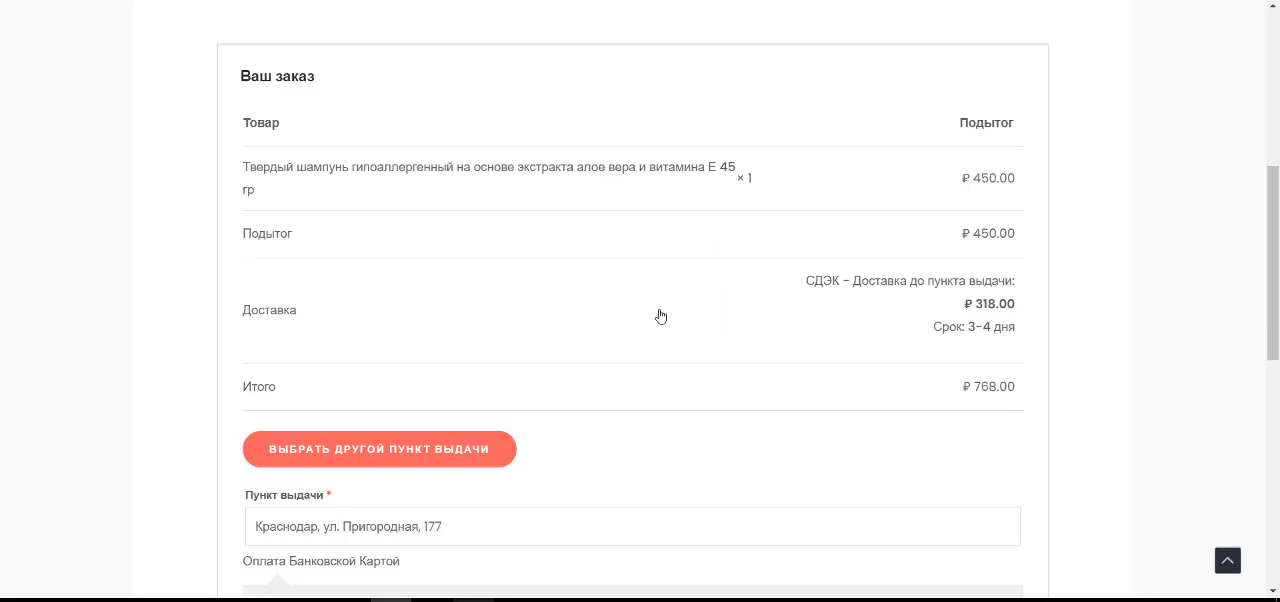 Ваш заказ
Товар Подытог
Твердый шампунь гипоаллергенный на основе экстракта алое вера и витамина Е 45
гр × 1 ₽ 450.00
Подытог ₽ 450.00
СДЭК – Доставка до пункта выдачи:
Доставка ₽ 318.00
Срок: 3–4 дня
Итого ₽ 768.00
ВЫБРАТЬ ДРУГОЙ ПУНКТ ВЫДАЧИ
Пункт выдачи *
Краснодар, ул. Пригородная, 177
Оплата Банковской Картой